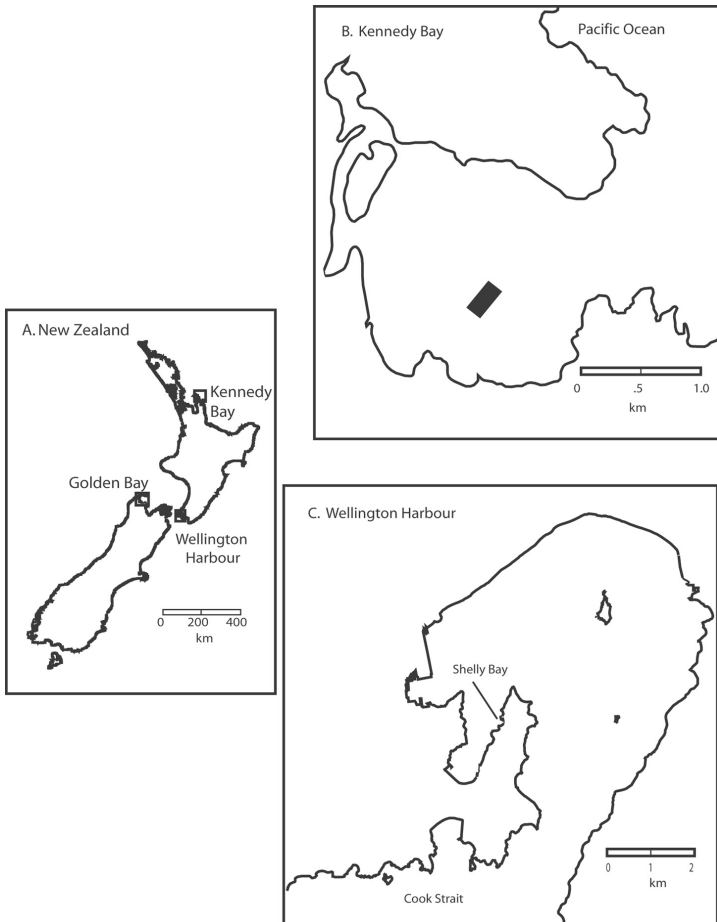 B. Kennedy Bay
Pacific Ocean
0 .5 1.0
km
A. New Zealand
Kennedy
Bay
Golden Bay
Wellington
Harbour
0 200 400
km
C. Wellington Harbour
Shelly Bay
0 1 2
km
Cook Strait